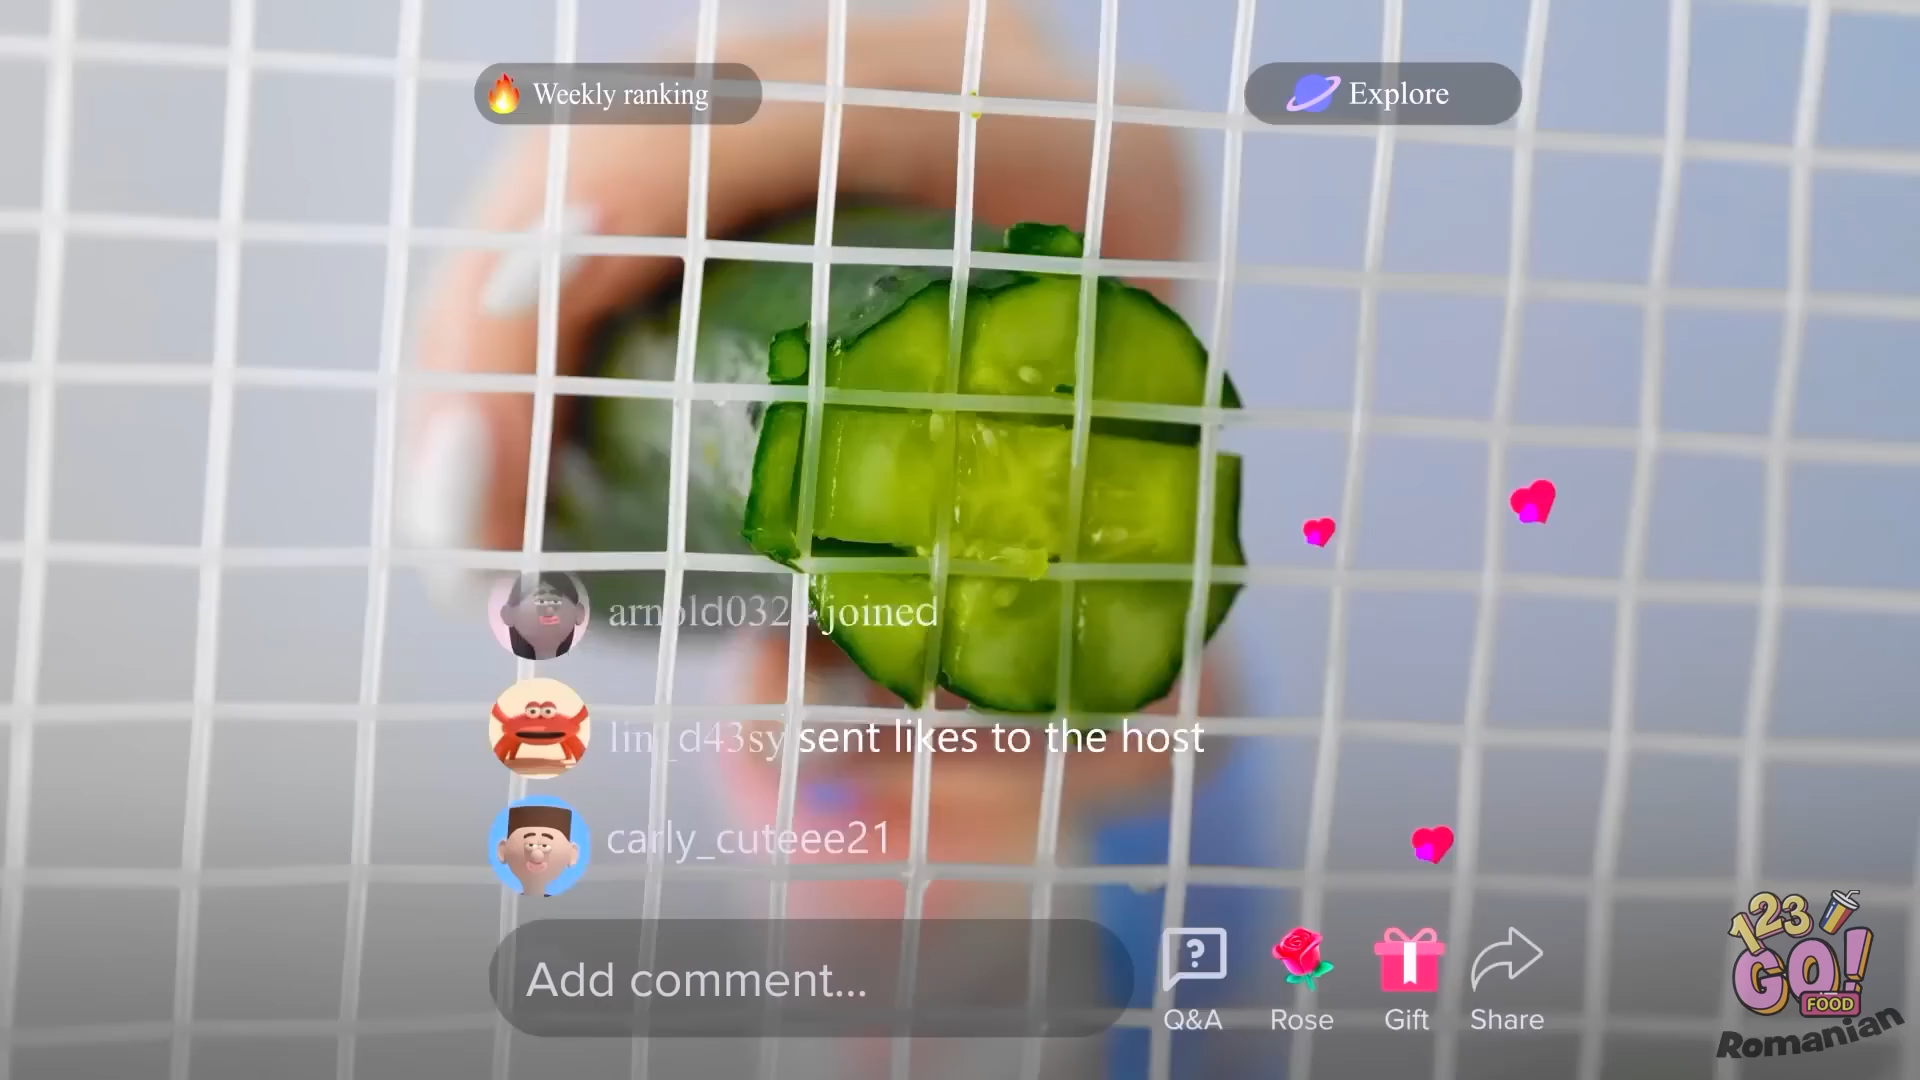 Weekly ranking
Explore
joined
lin_d43sy sent likes to the host
carly_cuteee21
Add comment...
Q&A
Rose
Gift
Share
123
GO!
FOOD
Romanian